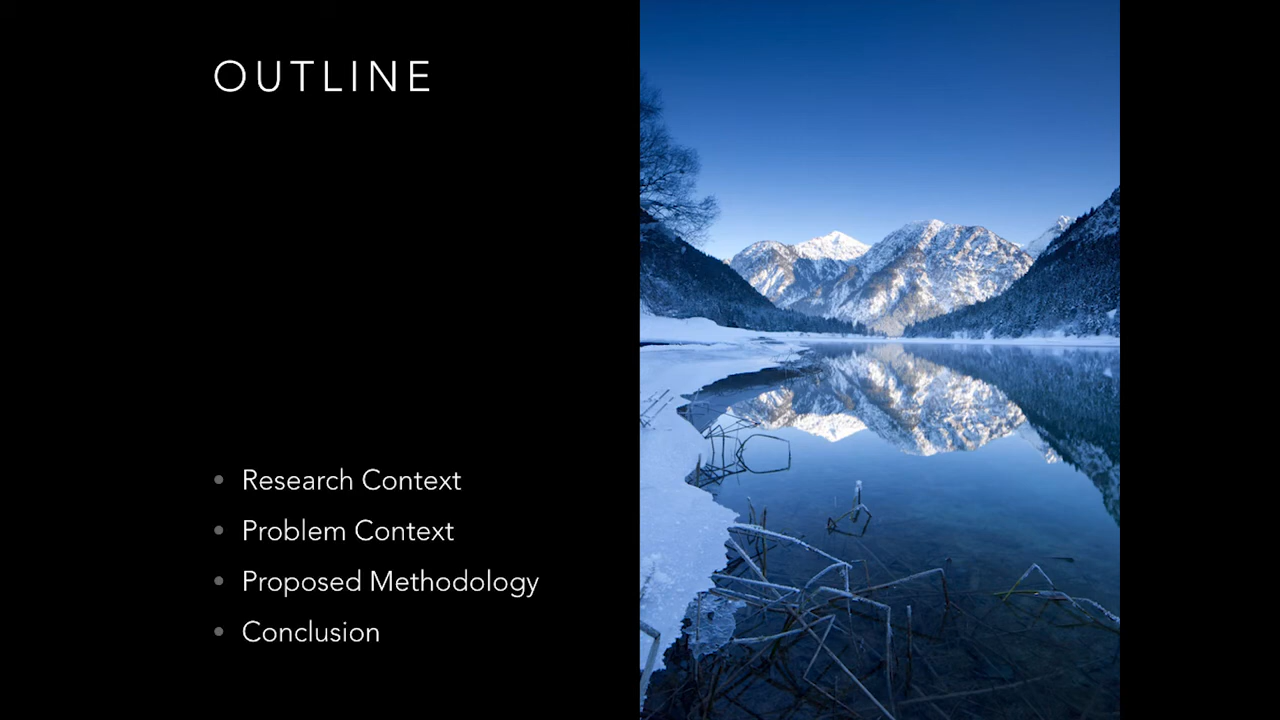 OUTLINE
• Research Context
• Problem Context
• Proposed Methodology
• Conclusion